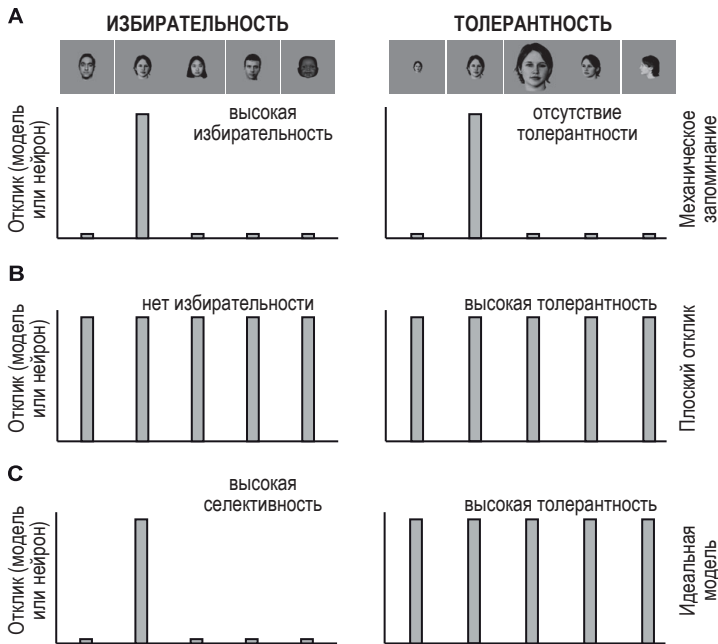 A
ИЗБИРАТЕЛЬНОСТЬ
ТОЛЕРАНТНОСТЬ
Отклик (модель
или нейрон)
высокая
избирательность
отсутствие
толерантности
Механическое
запоминание
B
Отклик (модель
или нейрон)
нет избирательности
высокая толерантность
Плоский отклик
C
Отклик (модель
или нейрон)
высокая
селективность
высокая толерантность
Идеальная
модель